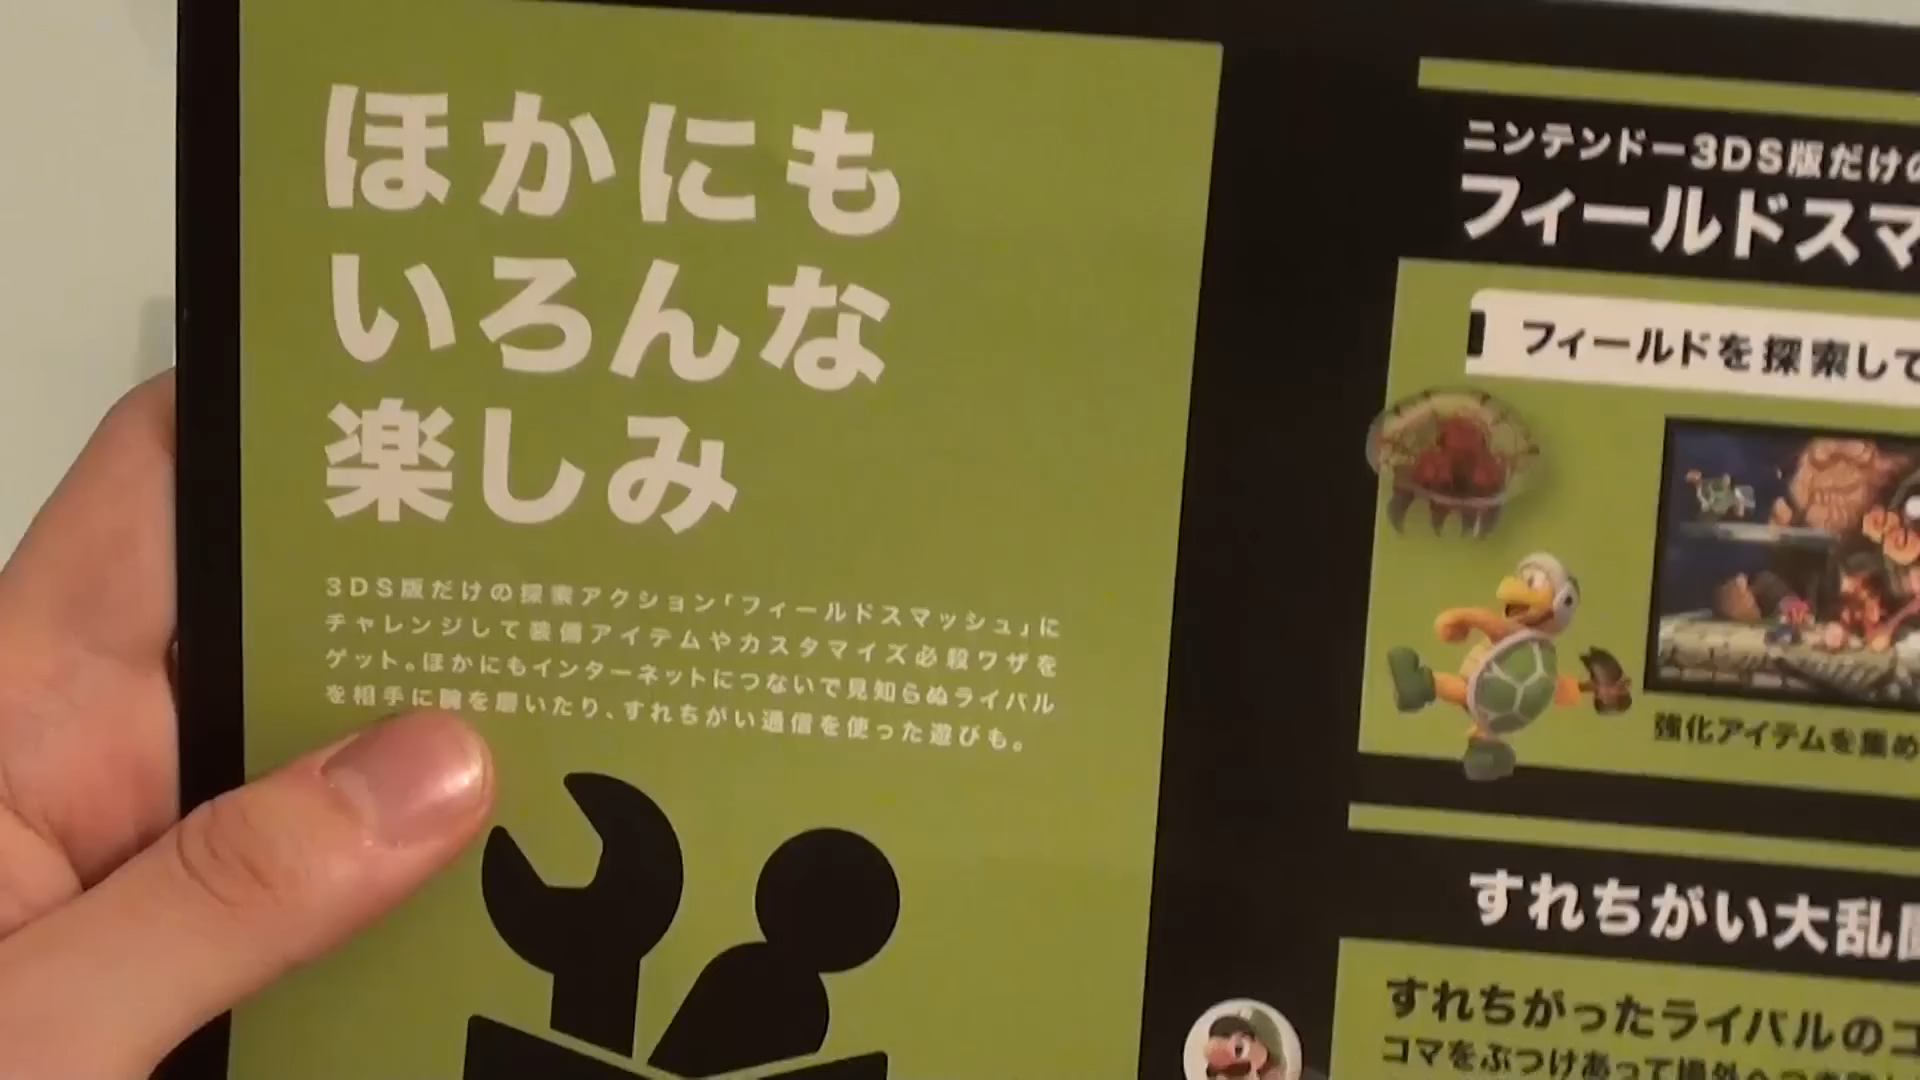 ほかにも
いろんな
楽しみ
3DS版だけの探索アクション「フィールドスマッシュ」に
チャレンジして装備アイテムやカスタマイズ必殺ワザを
ゲット。ほかにもインターネットにつないで見知らぬライバル
を相手に腕を磨いたり、すれちがい通信を使った遊びも。
ニンテンドー3DS版だけの
フィールドスマ
フィールドを探索して
強化アイテムを集め
すれちがい大乱闘
すれちがったライバルのコ
コマをぶつけあって場外へ